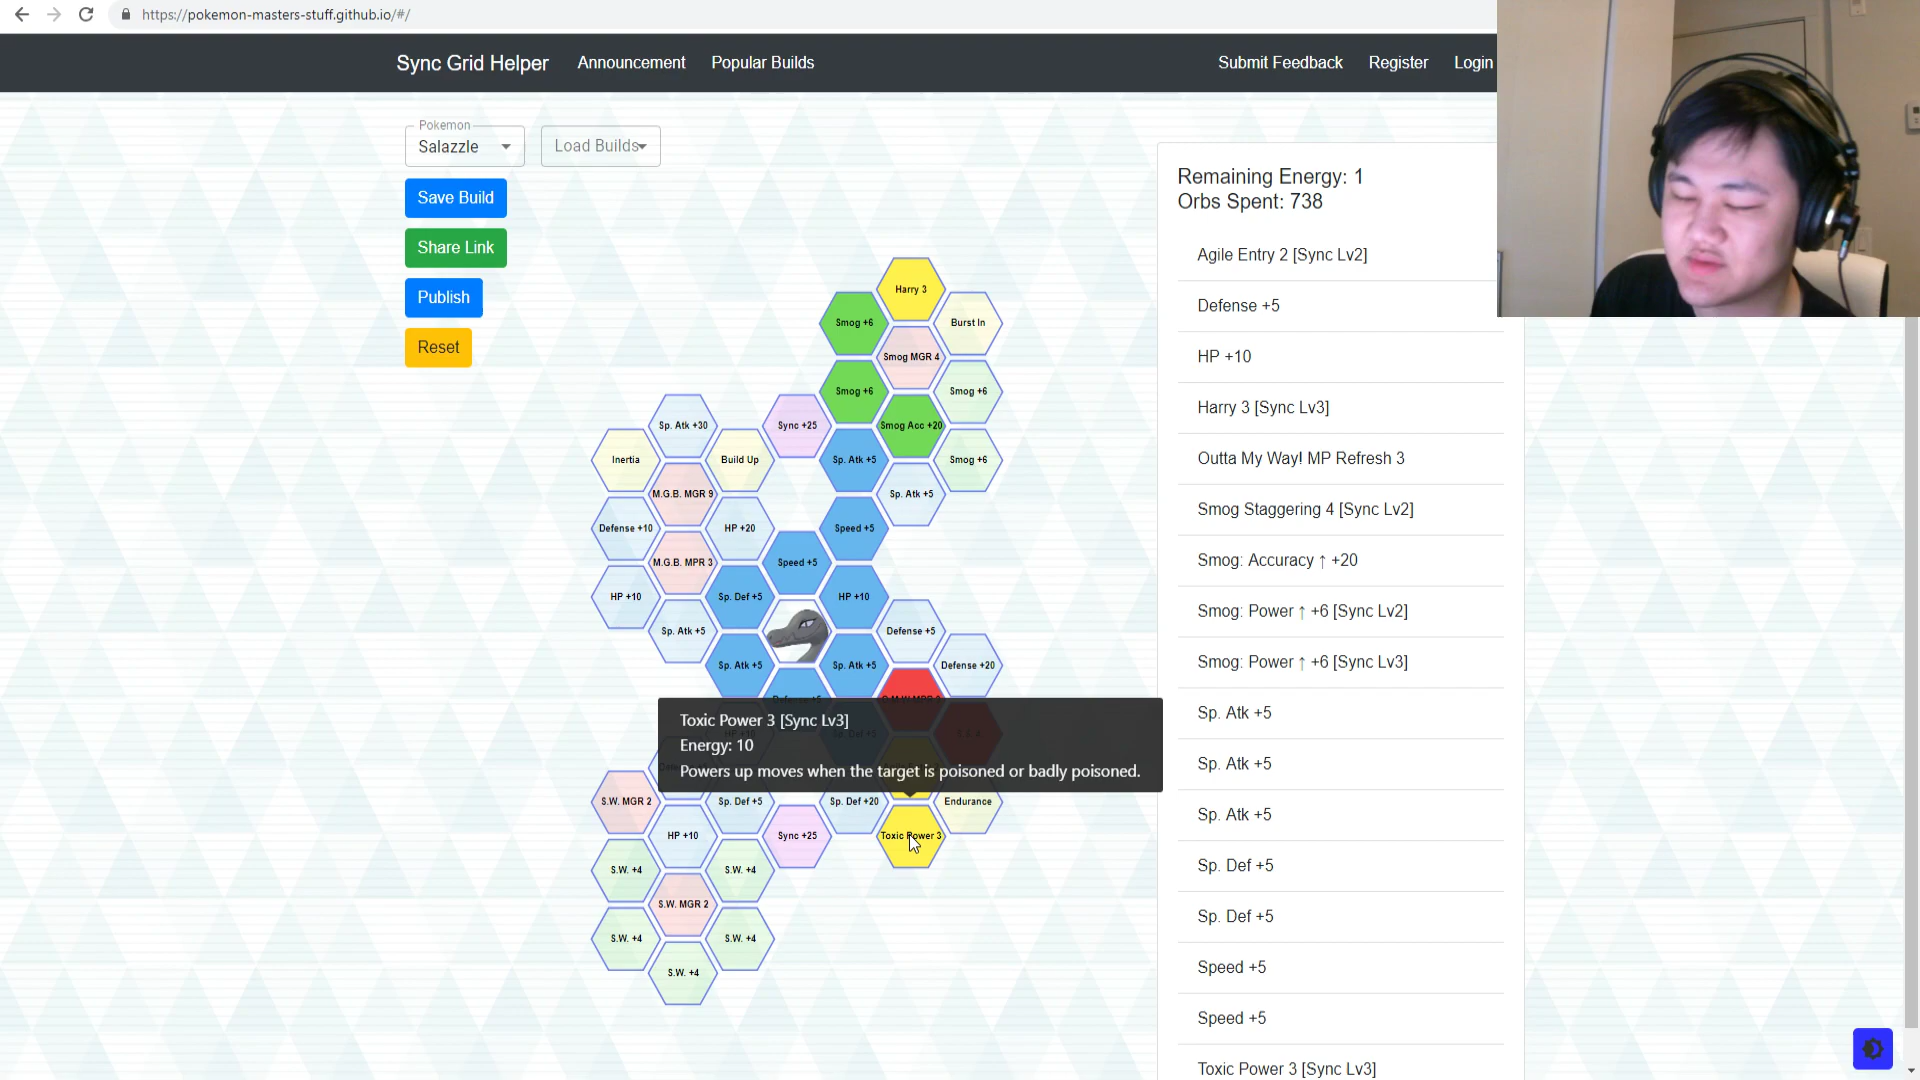 https://pokemon-masters-stuff.github.io/#/
Sync Grid Helper
Announcement
Popular Builds
Submit Feedback
Register
Login
Pokemon
Salazzle
Load Builds
Save Build
Share Link
Publish
Reset
Harry 3
Smog +6
Burst In
Smog MGR 4
Smog +6
Smog +6
Sp. Atk +30
Sync +25
Smog Acc +20
Inertia
Build Up
Sp. Atk +5
Smog +6
M.G.B. MGR 9
Sp. Atk +5
Defense +10
HP +20
Speed +5
M.G.B. MPR 3
Speed +5
HP +10
Sp. Def +5
HP +10
Sp. Atk +5
Defense +5
Sp. Atk +5
Sp. Atk +5
Defense +20
Toxic Power 3 [Sync Lv3]
Energy: 10
Powers up moves when the target is poisoned or badly poisoned.
S.W. MGR 2
Sp. Def +5
Sp. Def +20
Endurance
HP +10
Sync +25
Toxic Power 3
S.W. +4
S.W. +4
S.W. MGR 2
S.W. +4
S.W. +4
S.W. +4
Remaining Energy: 1
Orbs Spent: 738
Agile Entry 2 [Sync Lv2]
Defense +5
HP +10
Harry 3 [Sync Lv3]
Outta My Way! MP Refresh 3
Smog Staggering 4 [Sync Lv2]
Smog: Accuracy ↑ +20
Smog: Power ↑ +6 [Sync Lv2]
Smog: Power ↑ +6 [Sync Lv3]
Sp. Atk +5
Sp. Atk +5
Sp. Atk +5
Sp. Def +5
Sp. Def +5
Speed +5
Speed +5
Toxic Power 3 [Sync Lv3]